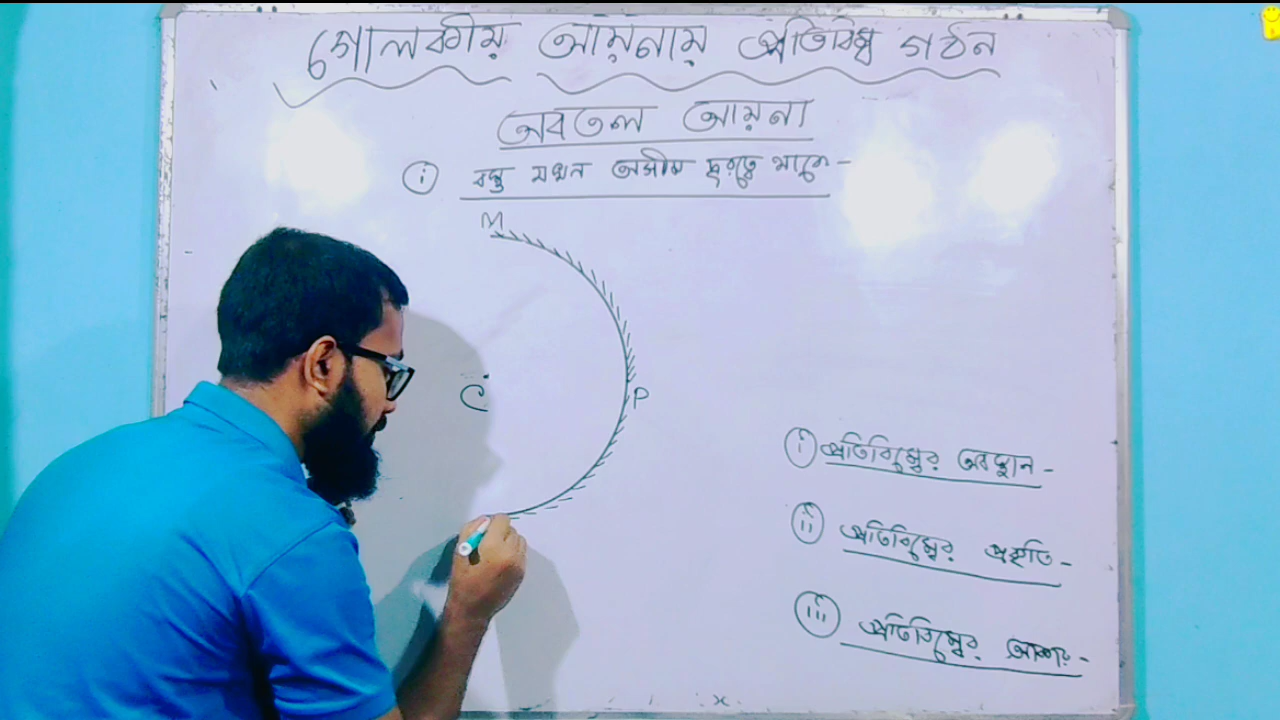 গোলকীয় আয়নায় প্রতিবিম্ব গঠন
অবতল আয়না
i বস্তু যখন অসীম দূরত্বে থাকে-
M
C
P
i প্রতিবিম্বের অবস্থান -
ii প্রতিবিম্বের প্রকৃতি -
iii প্রতিবিম্বের আকার -